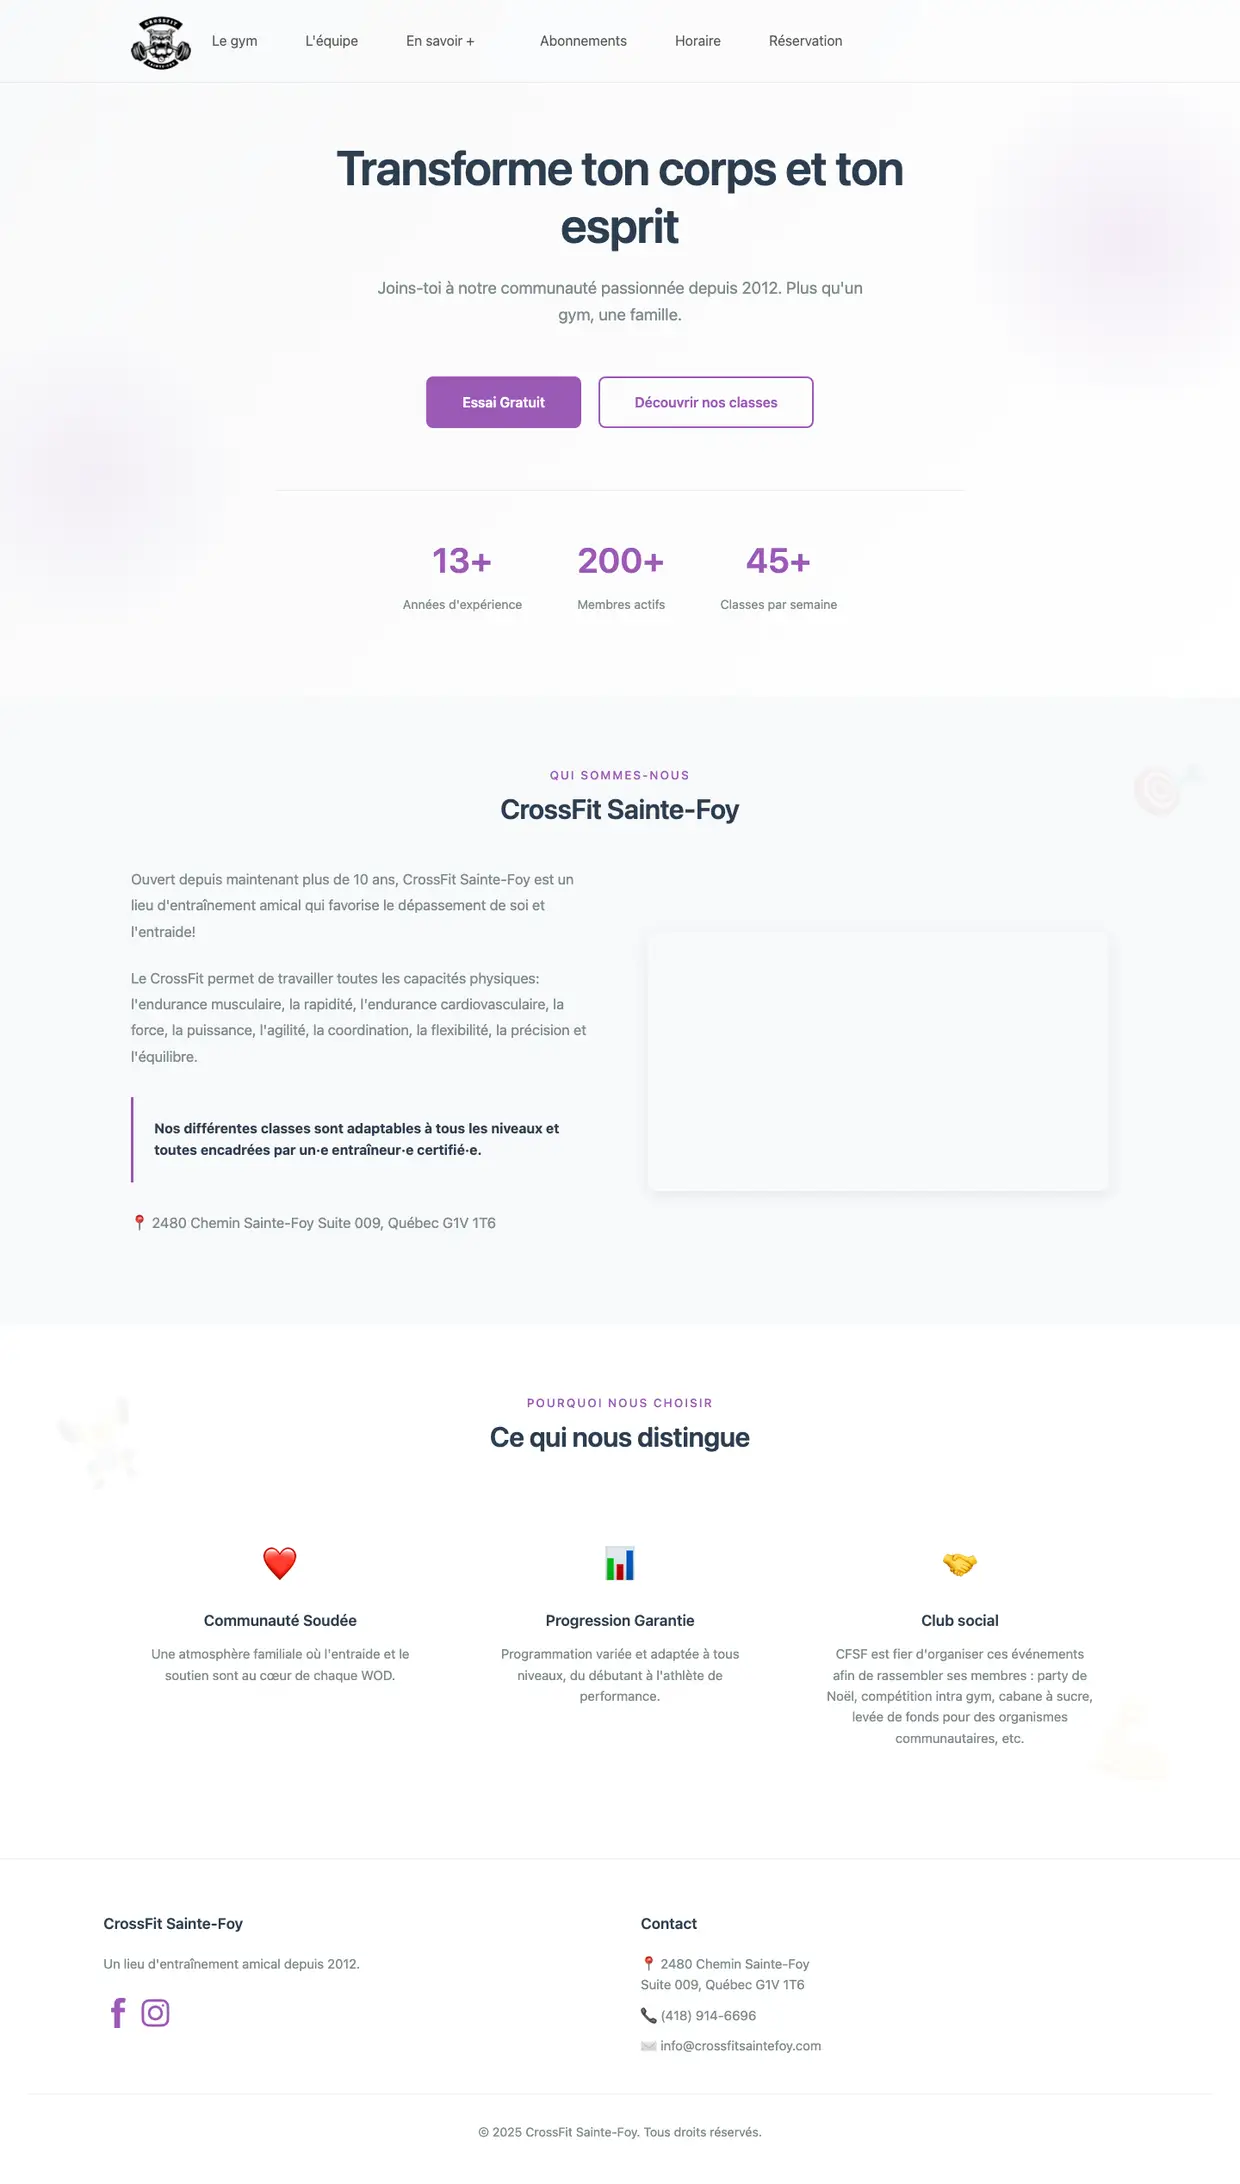 CROSSFIT
SAINTE-FOY
Le gym
L'équipe
En savoir +
Abonnements
Horaire
Réservation
Transforme ton corps et ton
esprit
Joins-toi à notre communauté passionnée depuis 2012. Plus qu'un
gym, une famille.
Essai Gratuit
Découvrir nos classes
13+
Années d'expérience
200+
Membres actifs
45+
Classes par semaine
QUI SOMMES-NOUS
CrossFit Sainte-Foy
Ouvert depuis maintenant plus de 10 ans, CrossFit Sainte-Foy est un
lieu d'entraînement amical qui favorise le dépassement de soi et
l'entraide!
Le CrossFit permet de travailler toutes les capacités physiques:
l'endurance musculaire, la rapidité, l'endurance cardiovasculaire, la
force, la puissance, l'agilité, la coordination, la flexibilité, la précision et
l'équilibre.
Nos différentes classes sont adaptables à tous les niveaux et
toutes encadrées par un·e entraîneur·e certifié·e.
📍 2480 Chemin Sainte-Foy Suite 009, Québec G1V 1T6
POURQUOI NOUS CHOISIR
Ce qui nous distingue
Communauté Soudée
Une atmosphère familiale où l'entraide et le
soutien sont au cœur de chaque WOD.
Progression Garantie
Programmation variée et adaptée à tous
niveaux, du débutant à l'athlète de
performance.
Club social
CFSF est fier d'organiser ces événements
afin de rassembler ses membres : party de
Noël, compétition intra gym, cabane à sucre,
levée de fonds pour des organismes
communautaires, etc.
CrossFit Sainte-Foy
Un lieu d'entraînement amical depuis 2012.
Contact
📍 2480 Chemin Sainte-Foy
Suite 009, Québec G1V 1T6
📞 (418) 914-6696
✉️ info@crossfitsaintefoy.com
© 2025 CrossFit Sainte-Foy. Tous droits réservés.